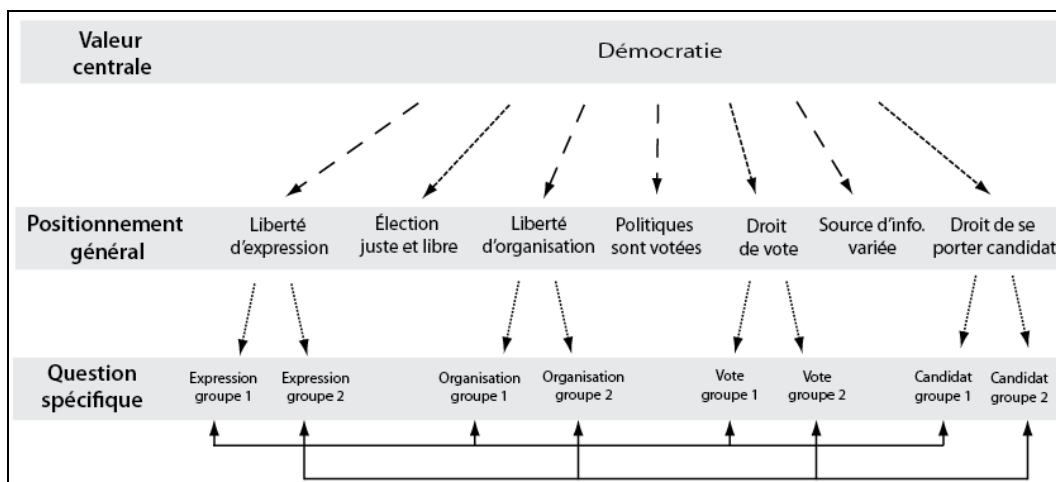 Valeur
centrale
Démocratie
Positionnement
général
Liberté
d'expression
Élection
juste et libre
Liberté
d'organisation
Politiques
sont votées
Droit
de vote
Source d'info.
variée
Droit de se
porter candidat
Question
spécifique
Expression
groupe 1
Expression
groupe 2
Organisation
groupe 1
Organisation
groupe 2
Vote
groupe 1
Vote
groupe 2
Candidat
groupe 1
Candidat
groupe 2